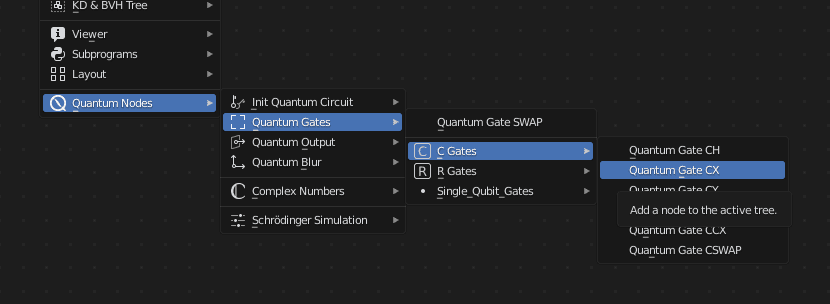 KD & BVH Tree
Viewer
Subprograms
Layout
Quantum Nodes
Init Quantum Circuit
Quantum Gates
Quantum Output
Quantum Blur
Complex Numbers
Schrödinger Simulation
Quantum Gate SWAP
C Gates
R Gates
Single_Qubit_Gates
Quantum Gate CH
Quantum Gate CX
Quantum Gate CY
Add a node to the active tree.
Quantum Gate CCX
Quantum Gate CSWAP